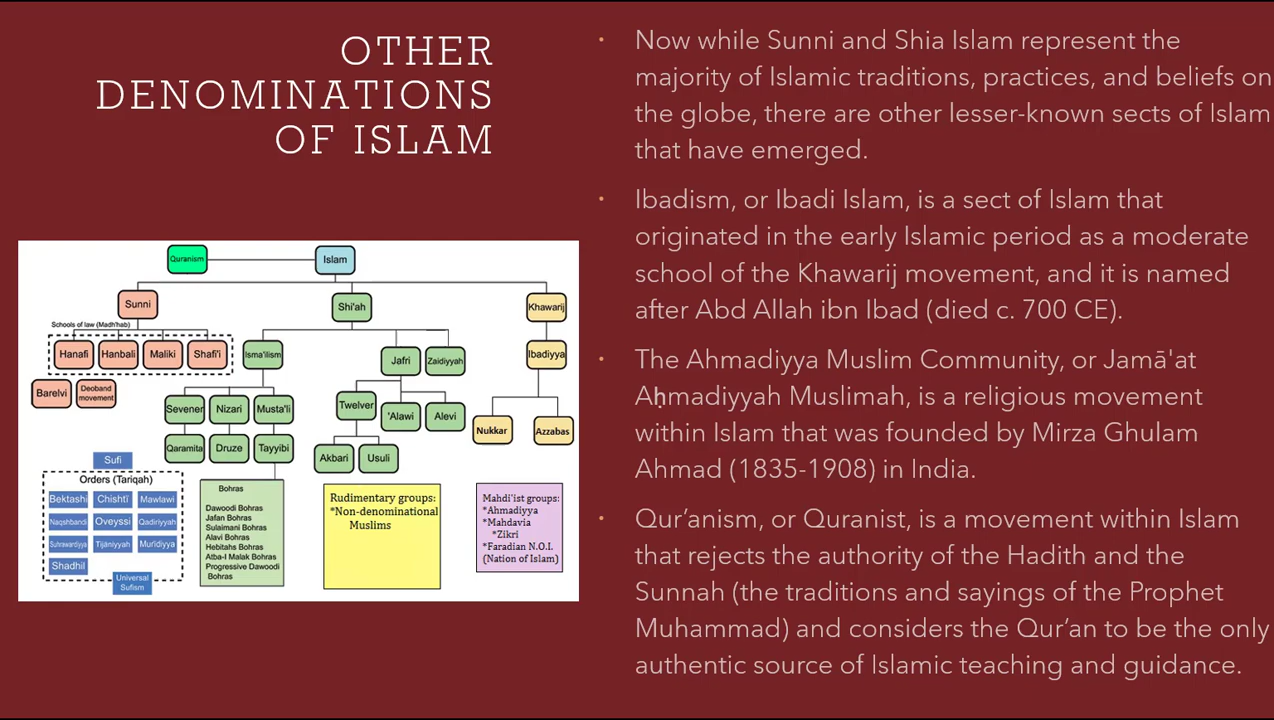 OTHER
DENOMINATIONS
OF ISLAM
Quranism
Islam
Sunni
Shi'ah
Khawarij
Schools of law (Madh'hab)
Hanafi
Hanbali
Maliki
Shafi'i
Isma'ilism
Jafri
Zaidiyyah
Ibadiyya
Barelvi
Deoband
movement
Sevener
Nizari
Musta'li
Twelver
'Alawi
Alevi
Nukkar
Azzabas
Qaramita
Druze
Tayyibi
Akbari
Usuli
Sufi
Orders (Tariqah)
Bektashi
Chishtī
Mawlawi
Naqshbandi
Oveyssi
Qadiriyyah
Suhrawardiyya
Tijāniyyah
Murīdiyya
Shadhil
Universal
Sufism
Bohras
Dawoodi Bohras
Jafari Bohras
Sulaimani Bohras
Alavi Bohras
Hebtiahs Bohras
Atba-I Malak Bohras
Progressive Dawoodi
Bohras
Rudimentary groups:
*Non-denominational
Muslims
Mahdi'ist groups:
*Ahmadiyya
*Mahdavia
*Zikri
*Faradian N.O.I.
(Nation of Islam)
• Now while Sunni and Shia Islam represent the
majority of Islamic traditions, practices, and beliefs on
the globe, there are other lesser-known sects of Islam
that have emerged.
• Ibadism, or Ibadi Islam, is a sect of Islam that
originated in the early Islamic period as a moderate
school of the Khawarij movement, and it is named
after Abd Allah ibn Ibad (died c. 700 CE).
• The Ahmadiyya Muslim Community, or Jamā'at
Aḥmadiyyah Muslimah, is a religious movement
within Islam that was founded by Mirza Ghulam
Ahmad (1835-1908) in India.
• Qur’anism, or Quranist, is a movement within Islam
that rejects the authority of the Hadith and the
Sunnah (the traditions and sayings of the Prophet
Muhammad) and considers the Qur’an to be the only
authentic source of Islamic teaching and guidance.